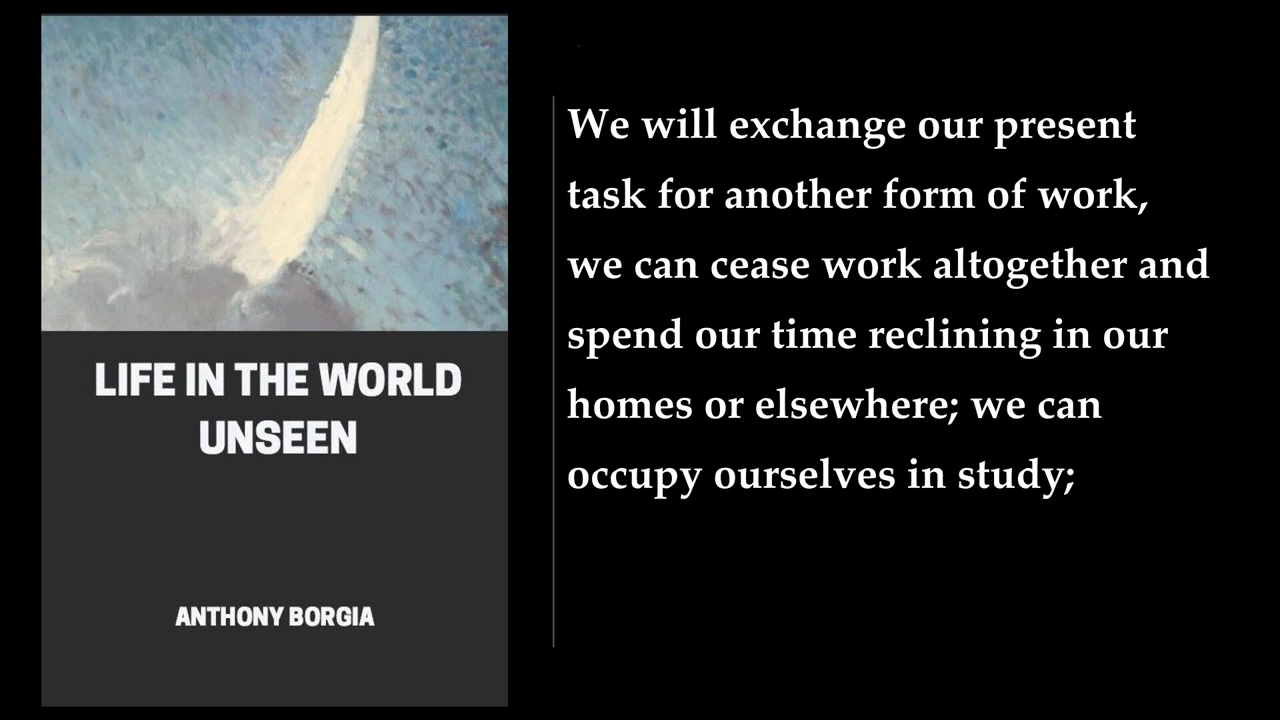 LIFE IN THE WORLD
UNSEEN
ANTHONY BORGIA
We will exchange our present
task for another form of work,
we can cease work altogether and
spend our time reclining in our
homes or elsewhere; we can
occupy ourselves in study;